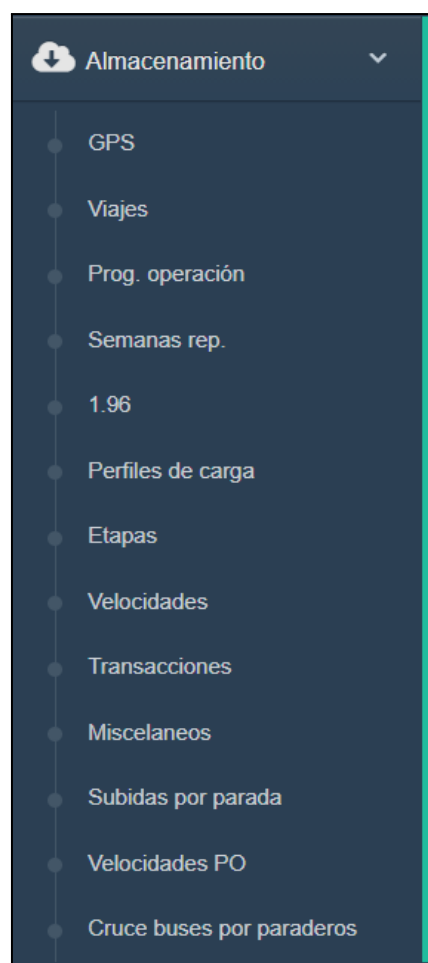 Almacenamiento
GPS
Viajes
Prog. operación
Semanas rep.
1.96
Perfiles de carga
Etapas
Velocidades
Transacciones
Miscelaneos
Subidas por parada
Velocidades PO
Cruce buses por paraderos